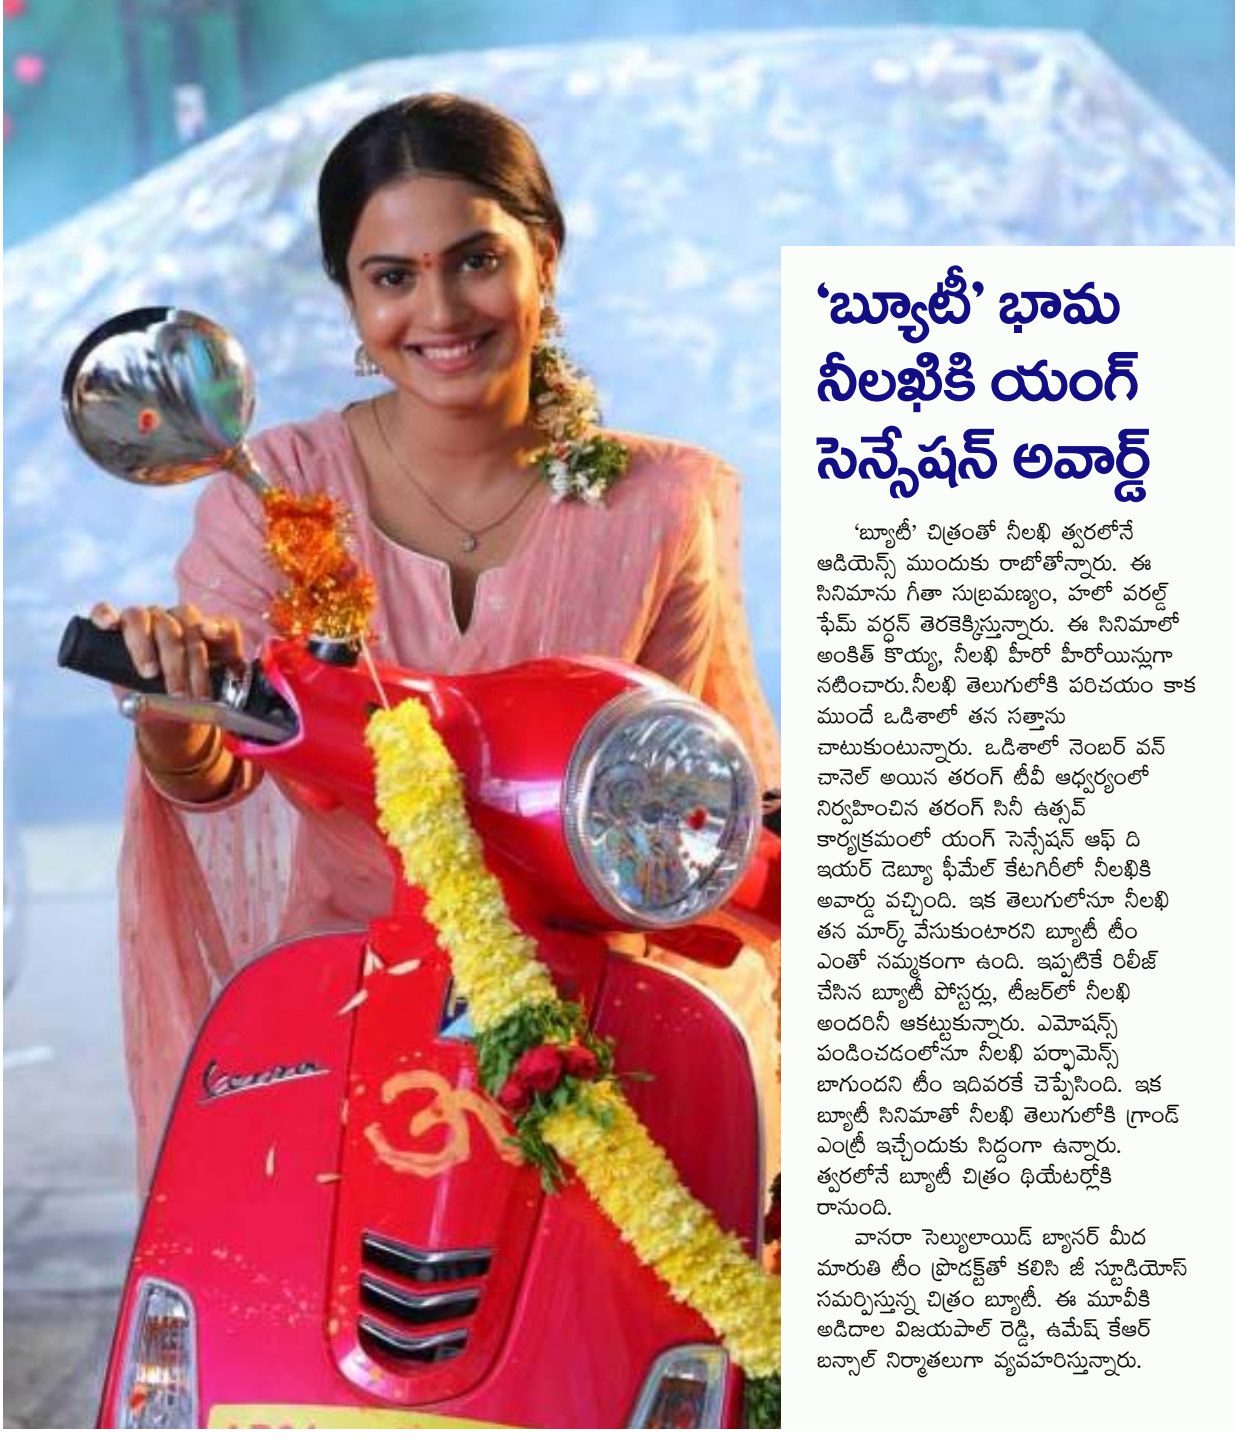 ‘బ్యూటీ’ భామ
నీలఖికి యంగ్
సెన్సేషన్ అవార్డ్
‘బ్యూటీ’ చిత్రంతో నీలఖి త్వరలోనే
ఆడియెన్స్ ముందుకు రాబోతోన్నారు. ఈ
సినిమాను గీతా సుబ్రమణ్యం, హలో వరల్డ్
ఫేమ్ వర్ధన్ తెరకెక్కిస్తున్నారు. ఈ సినిమాలో
అంకిత్ కొయ్య, నీలఖి హీరో హీరోయిన్లుగా
నటించారు.నీలఖి తెలుగులోకి పరిచయం కాక
ముందే ఒడిశాలో తన సత్తాను
చాటుకుంటున్నారు. ఒడిశాలో నెంబర్ వన్
చానెల్ అయిన తరంగ్ టీవీ ఆధ్వర్యంలో
నిర్వహించిన తరంగ్ సినీ ఉత్సవ్
కార్యక్రమంలో యంగ్ సెన్సేషన్ ఆఫ్ ది
ఇయర్ డెబ్యూ ఫీమేల్ కేటగిరీలో నీలఖికి
అవార్డు వచ్చింది. ఇక తెలుగులోనూ నీలఖి
తన మార్క్ వేసుకుంటారని బ్యూటీ టీం
ఎంతో నమ్మకంగా ఉంది. ఇప్పటికే రిలీజ్
చేసిన బ్యూటీ పోస్టర్లు, టీజర్‌లో నీలఖి
అందరినీ ఆకట్టుకున్నారు. ఎమోషన్స్
పండించడంలోనూ నీలఖి పర్ఫామెన్స్
బాగుందని టీం ఇదివరకే చెప్పేసింది. ఇక
బ్యూటీ సినిమాతో నీలఖి తెలుగులోకి గ్రాండ్
ఎంట్రీ ఇచ్చేందుకు సిద్దంగా ఉన్నారు.
త్వరలోనే బ్యూటీ చిత్రం థియేటర్లోకి
రానుంది.
వానరా సెల్యులాయిడ్ బ్యానర్ మీద
మారుతి టీం ప్రొడక్ట్‌తో కలిసి జీ స్టూడియోస్
సమర్పిస్తున్న చిత్రం బ్యూటీ. ఈ మూవీకి
అడిదాల విజయపాల్ రెడ్డి, ఉమేష్ కేఆర్
బన్సాల్ నిర్మాతలుగా వ్యవహరిస్తున్నారు.
Vespa
ૐ